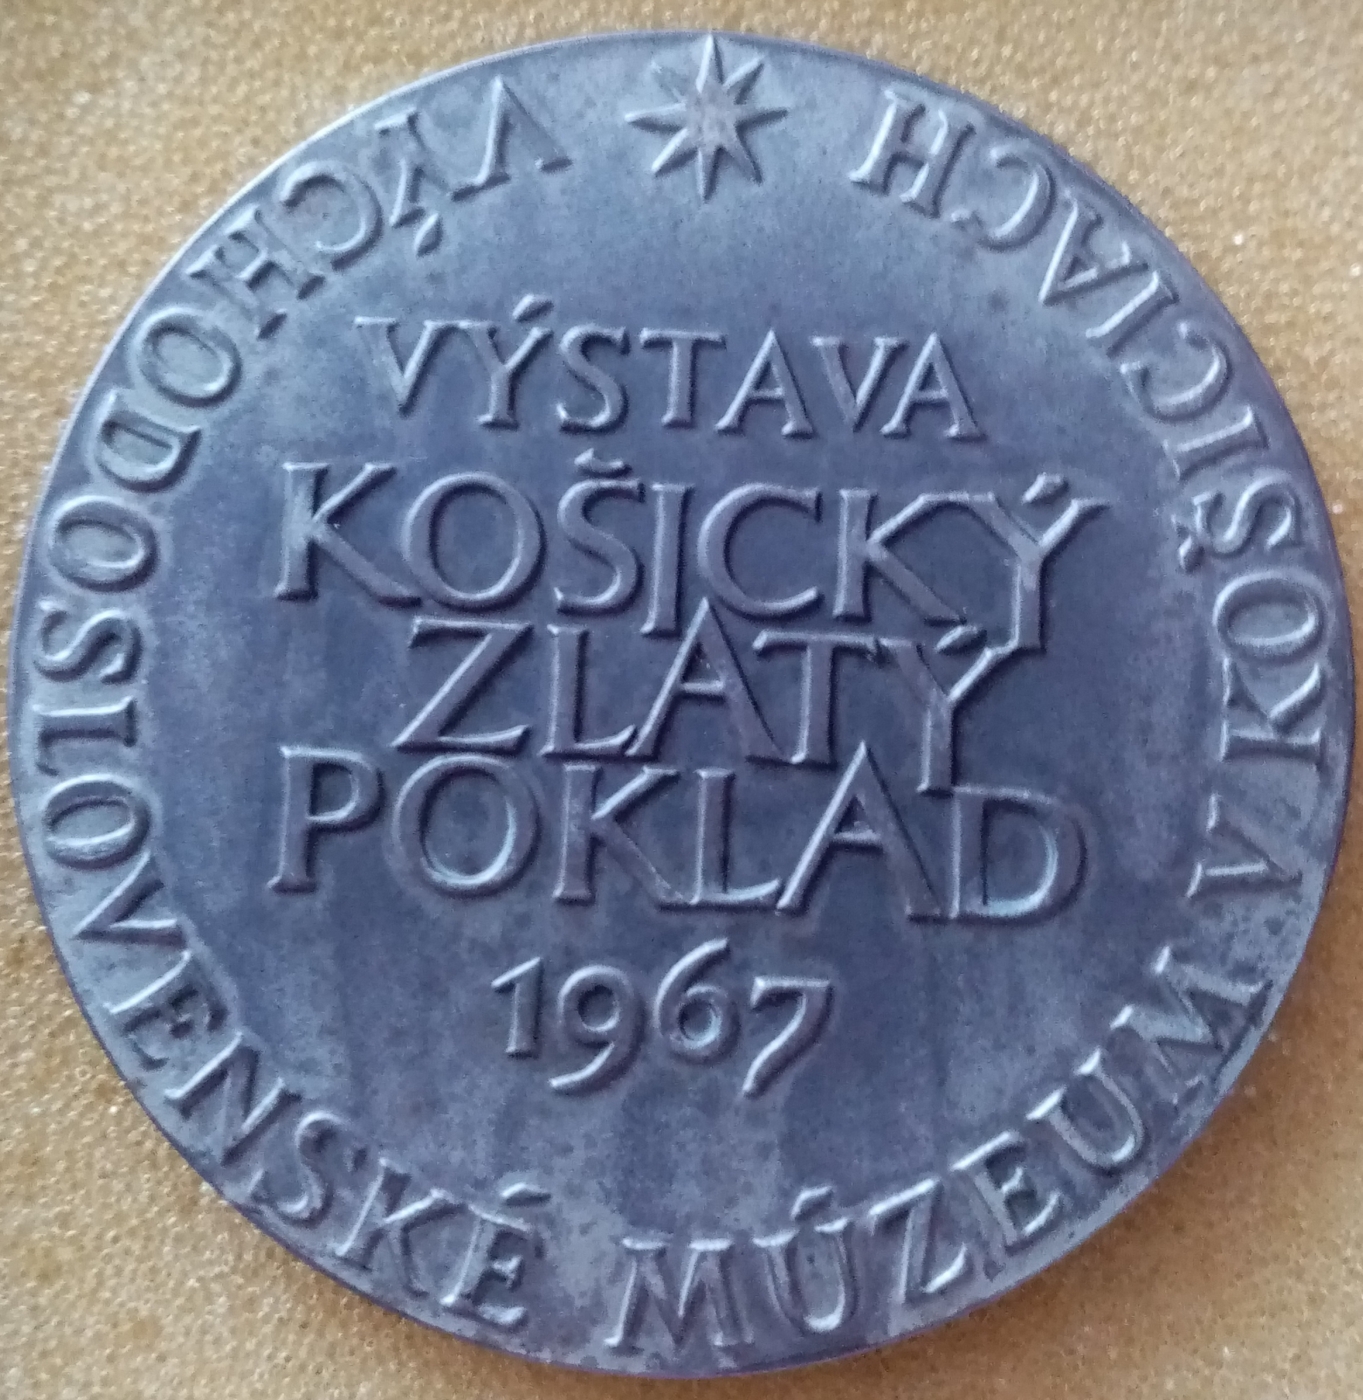 VÝCHODOSLOVENSKÉ MÚZEUM V KOŠICIACH
VÝSTAVA
KOŠICKÝ
ZLATÝ
POKLAD
1967